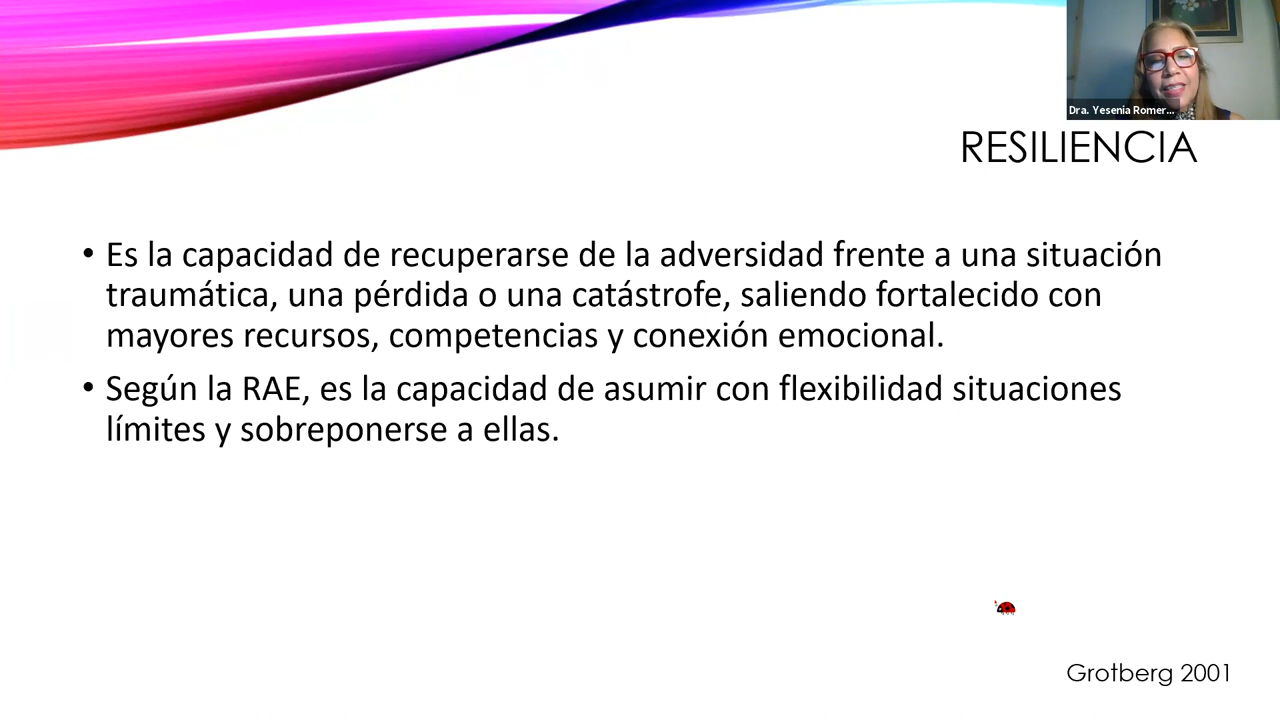 Dra. Yesenia Romer...
RESILIENCIA
• Es la capacidad de recuperarse de la adversidad frente a una situación
traumática, una pérdida o una catástrofe, saliendo fortalecido con
mayores recursos, competencias y conexión emocional.
• Según la RAE, es la capacidad de asumir con flexibilidad situaciones
límites y sobreponerse a ellas.
Grotberg 2001